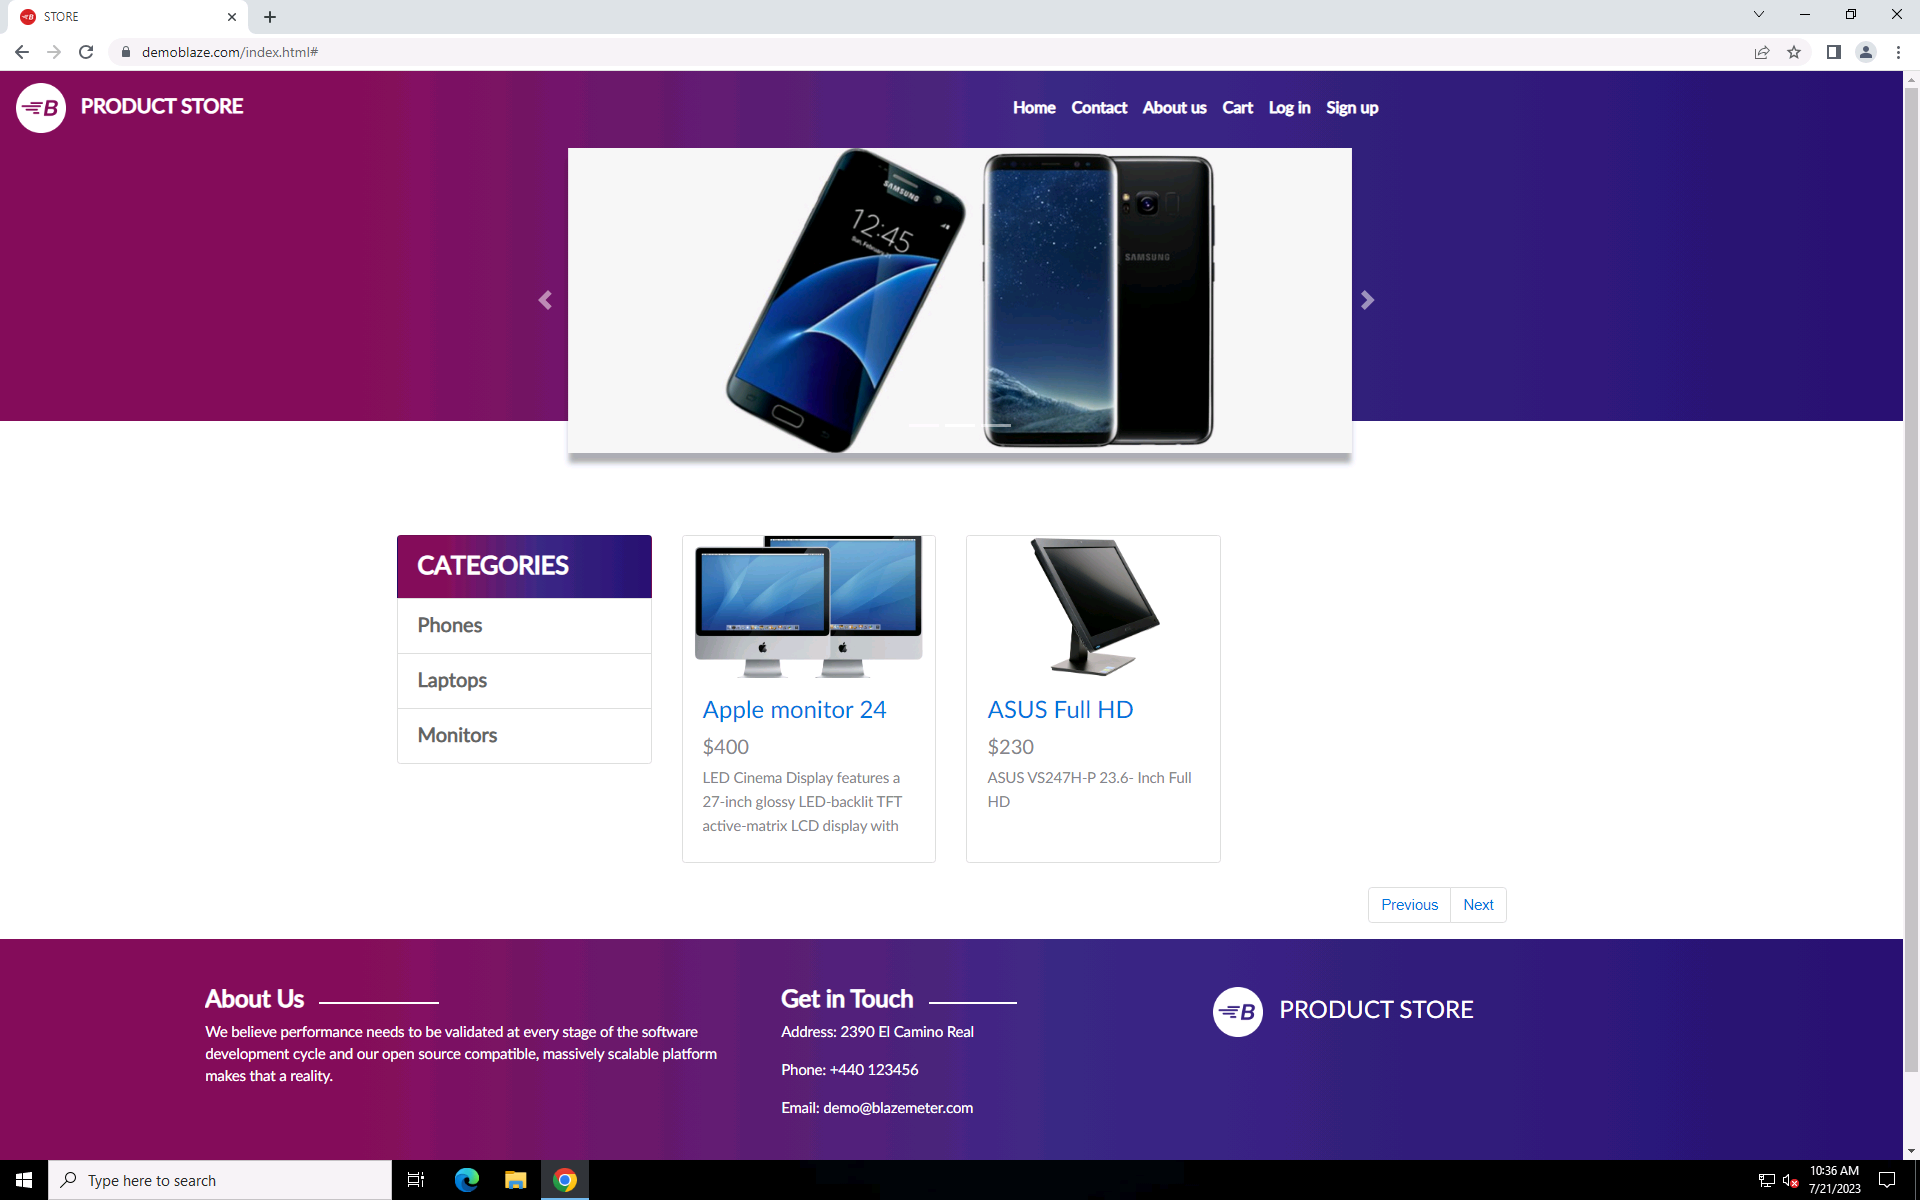 STORE
demoblaze.com/index.html#
B PRODUCT STORE
Home Contact About us Cart Log in Sign up
SAMSUNG
12:45
SAMSUNG
CATEGORIES
Phones
Laptops
Monitors
Apple monitor 24
$400
LED Cinema Display features a
27-inch glossy LED-backlit TFT
active-matrix LCD display with
ASUS Full HD
$230
ASUS VS247H-P 23.6- Inch Full
HD
Previous Next
About Us
We believe performance needs to be validated at every stage of the software
development cycle and our open source compatible, massively scalable platform
makes that a reality.
Get in Touch
Address: 2390 El Camino Real
Phone: +440 123456
Email: demo@blazemeter.com
B PRODUCT STORE
Type here to search
10:36 AM
7/21/2023